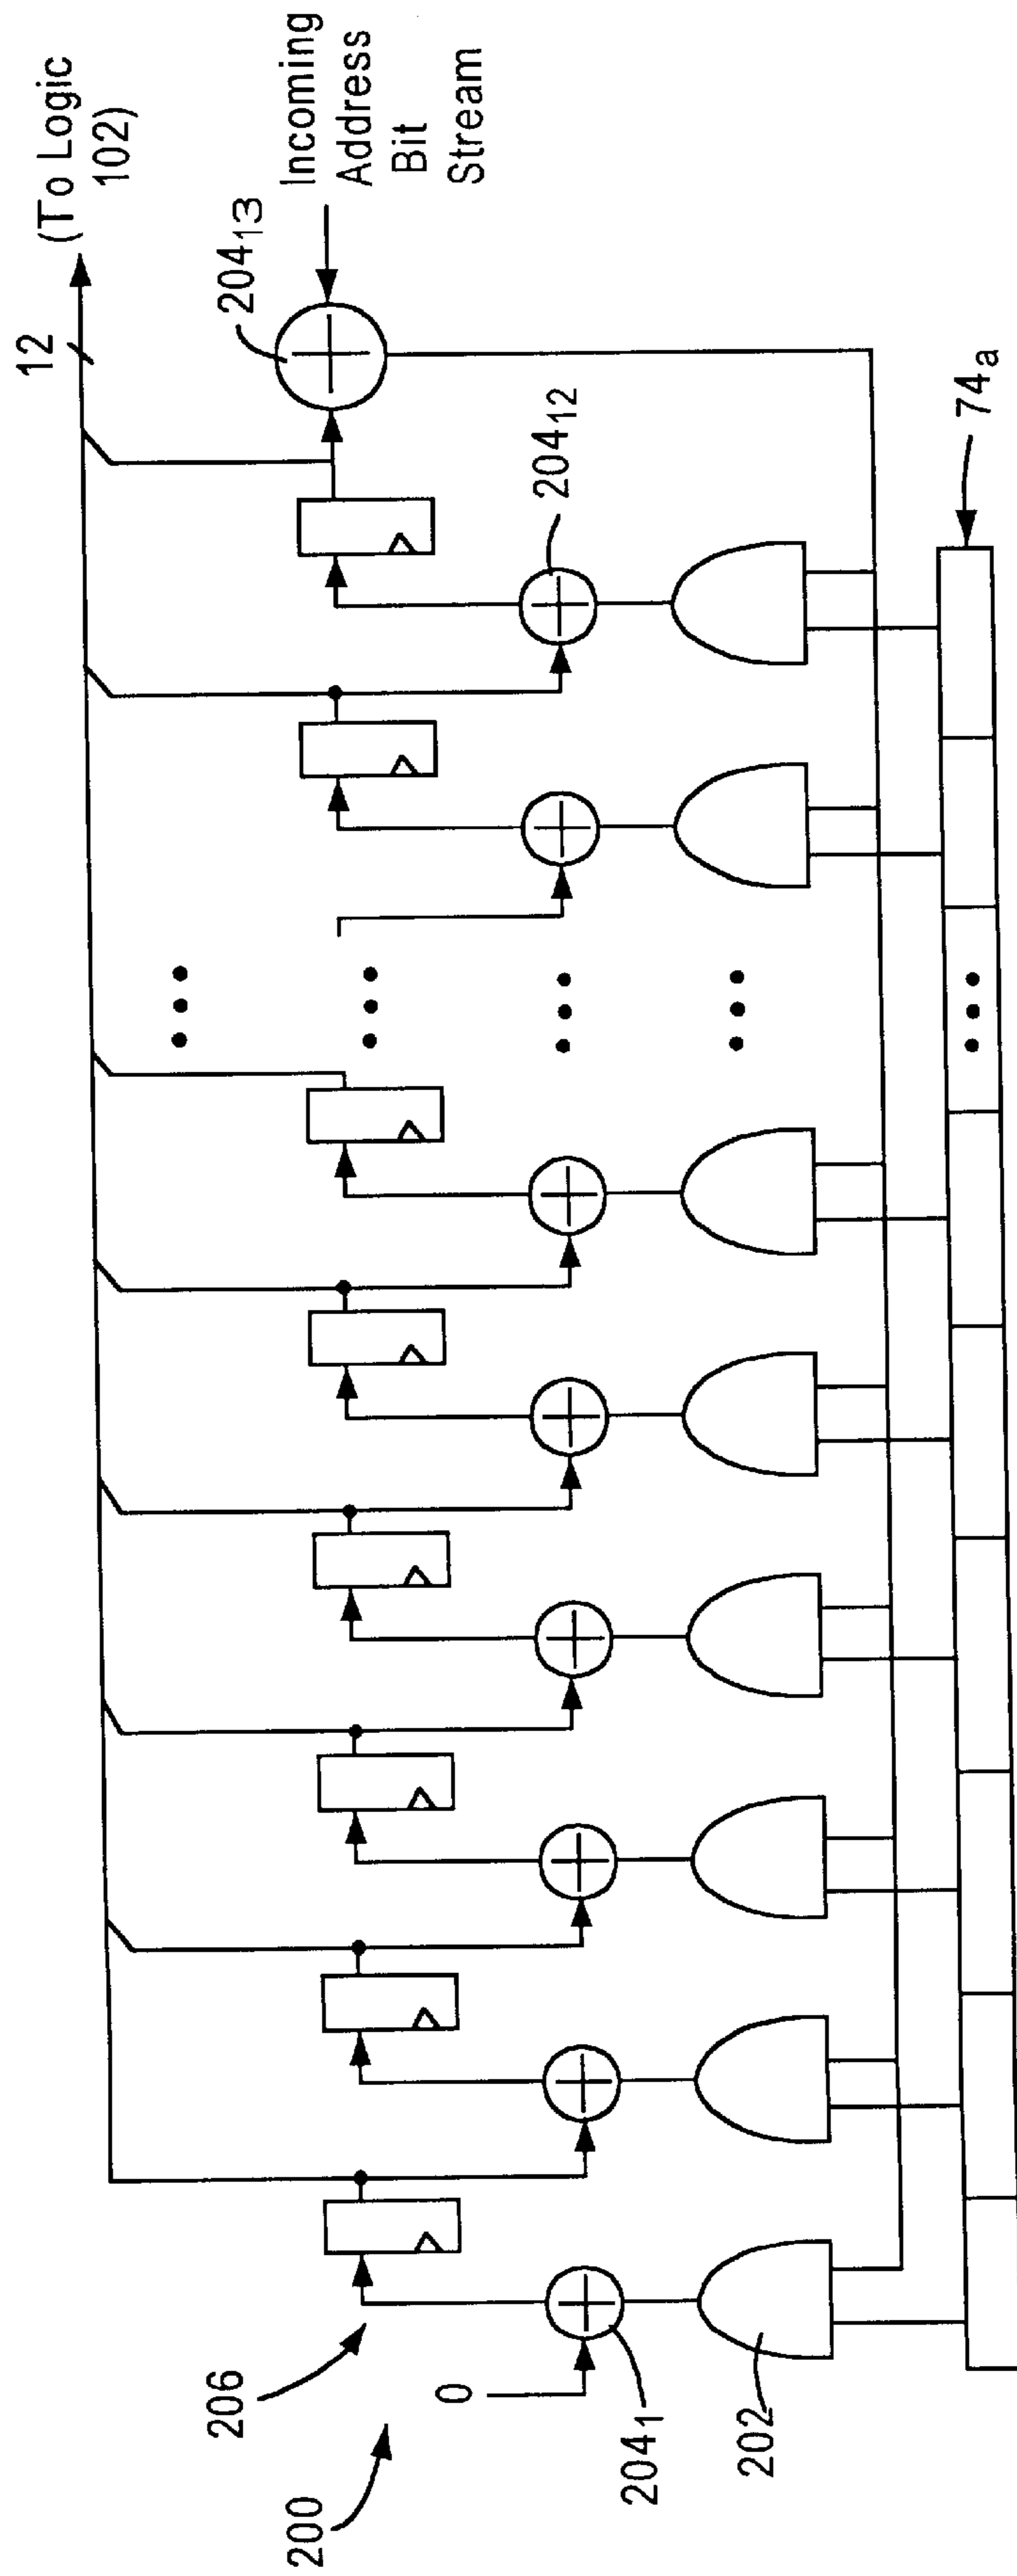 12
(To Logic
102)
204₁₃
Incoming
Address
Bit
Stream
204₁₂
74ₐ
206
0
200
204₁
202